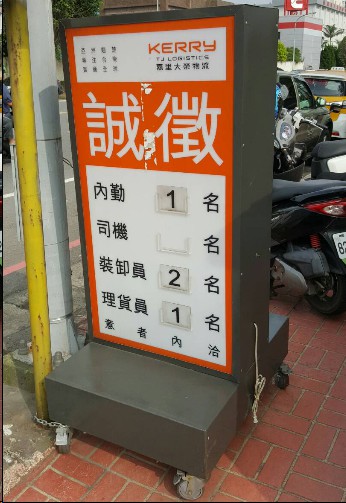 KERRY
TJ LOGISTICS
嘉里大榮物流
誠徵
內勤 1 名
司機 名
裝卸員 2 名
理貨員 1 名
意者內洽